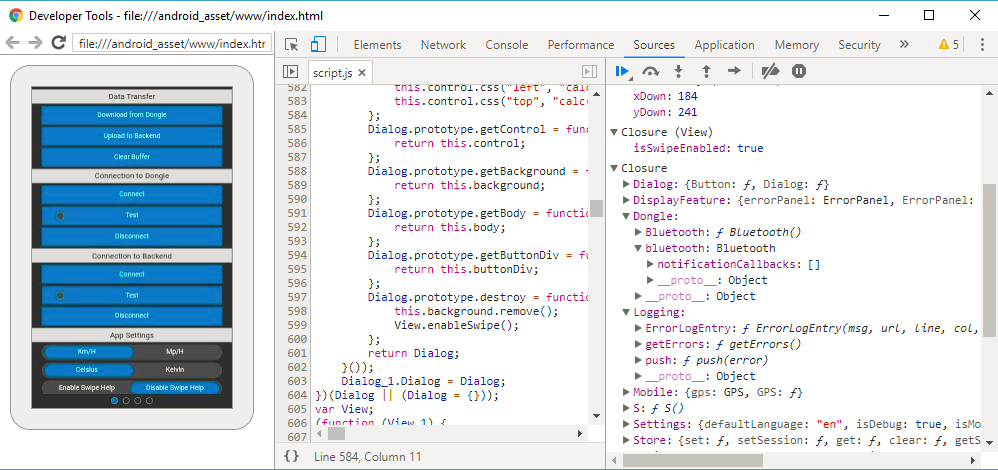 Developer Tools - file:///android_asset/www/index.html
file:///android_asset/www/index.htr
Elements Network Console Performance Sources Application Memory Security » 5
Data Transfer
Download from Dongle
Upload to Backend
Clear Buffer
Connection to Dongle
Connect
Test
Disconnect
Connection to Backend
Connect
Test
Disconnect
App Settings
Km/H Mp/H
Celsius Kelvin
Enable Swipe Help Disable Swipe Help
script.js ×
582 this.control.css("left", "calc
583 this.control.css("top", "calc(
584 };
585 Dialog.prototype.getControl = func
586 return this.control;
587 };
588 Dialog.prototype.getBackground = f
589 return this.background;
590 };
591 Dialog.prototype.getBody = functio
592 return this.body;
593 };
594 Dialog.prototype.getButtonDiv = fu
595 return this.buttonDiv;
596 };
597 Dialog.prototype.destroy = functio
598 this.background.remove();
599 View.enableSwipe();
600 };
601 return Dialog;
602 }());
603 Dialog_1.Dialog = Dialog;
604 })(Dialog || (Dialog = {}));
605 var View;
606 (function (View_1) {
607
{} Line 584, Column 11
xDown: 184
yDown: 241
▼Closure (View)
isSwipeEnabled: true
▼Closure
▶Dialog: {Button: ƒ, Dialog: ƒ}
▶DisplayFeature: {errorPanel: ErrorPanel, ErrorPanel:
▼Dongle:
▶Bluetooth: ƒ Bluetooth()
▼bluetooth: Bluetooth
▶notificationCallbacks: []
▶__proto__: Object
▶__proto__: Object
▼Logging:
▶ErrorLogEntry: ƒ ErrorLogEntry(msg, url, line, col,
▶getErrors: ƒ getErrors()
▶push: ƒ push(error)
▶__proto__: Object
▶Mobile: {gps: GPS, GPS: ƒ}
▶S: ƒ S()
▶Settings: {defaultLanguage: "en", isDebug: true, isMo
▶Store: {set: ƒ, setSession: ƒ, get: ƒ, clear: ƒ, getS